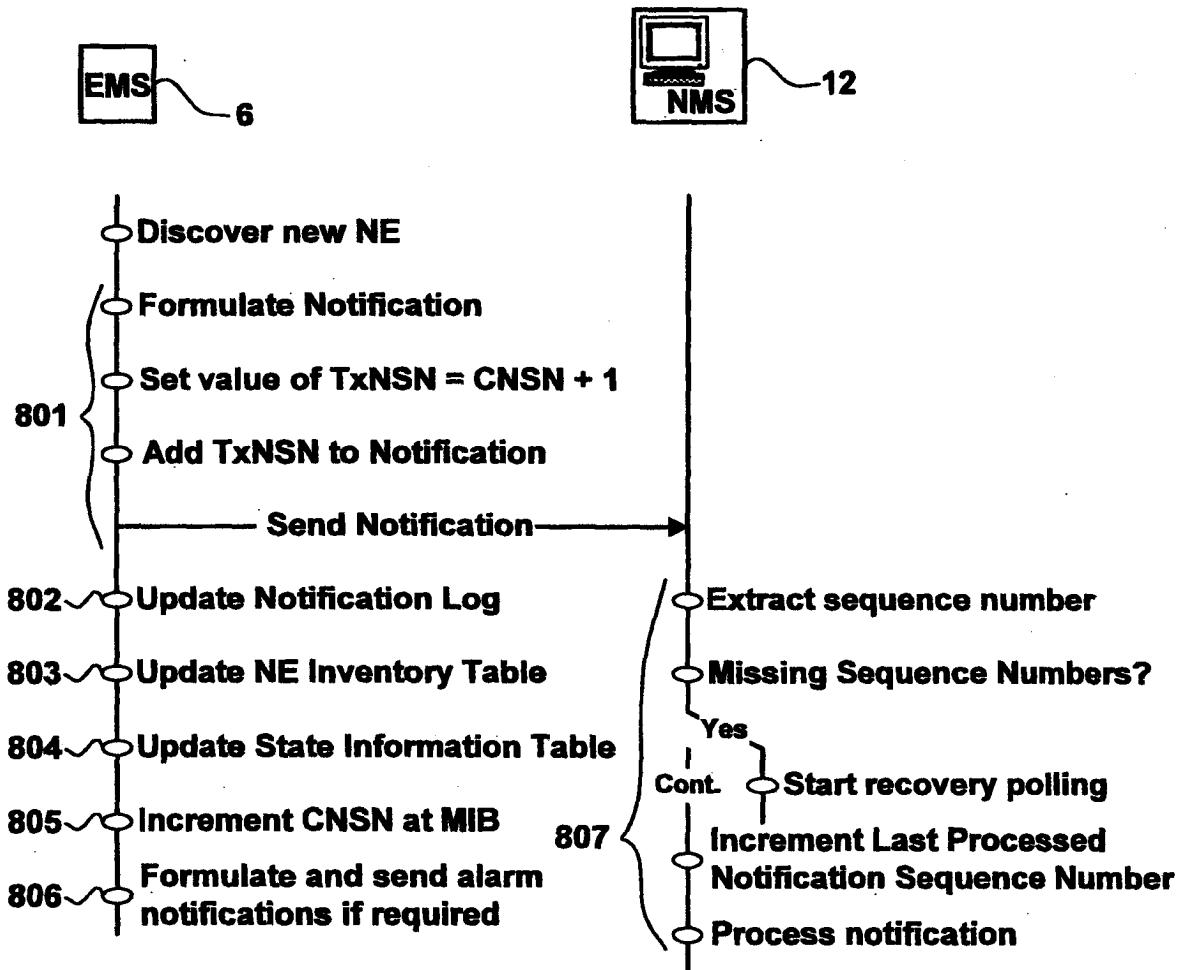 EMS
6
NMS
12
Discover new NE
Formulate Notification
Set value of TxNSN = CNSN + 1
801
Add TxNSN to Notification
Send Notification
802
Update Notification Log
Extract sequence number
803
Update NE Inventory Table
Missing Sequence Numbers?
Yes
804
Update State Information Table
Cont.
Start recovery polling
805
Increment CNSN at MIB
807
Increment Last Processed
Notification Sequence Number
806
Formulate and send alarm
notifications if required
Process notification